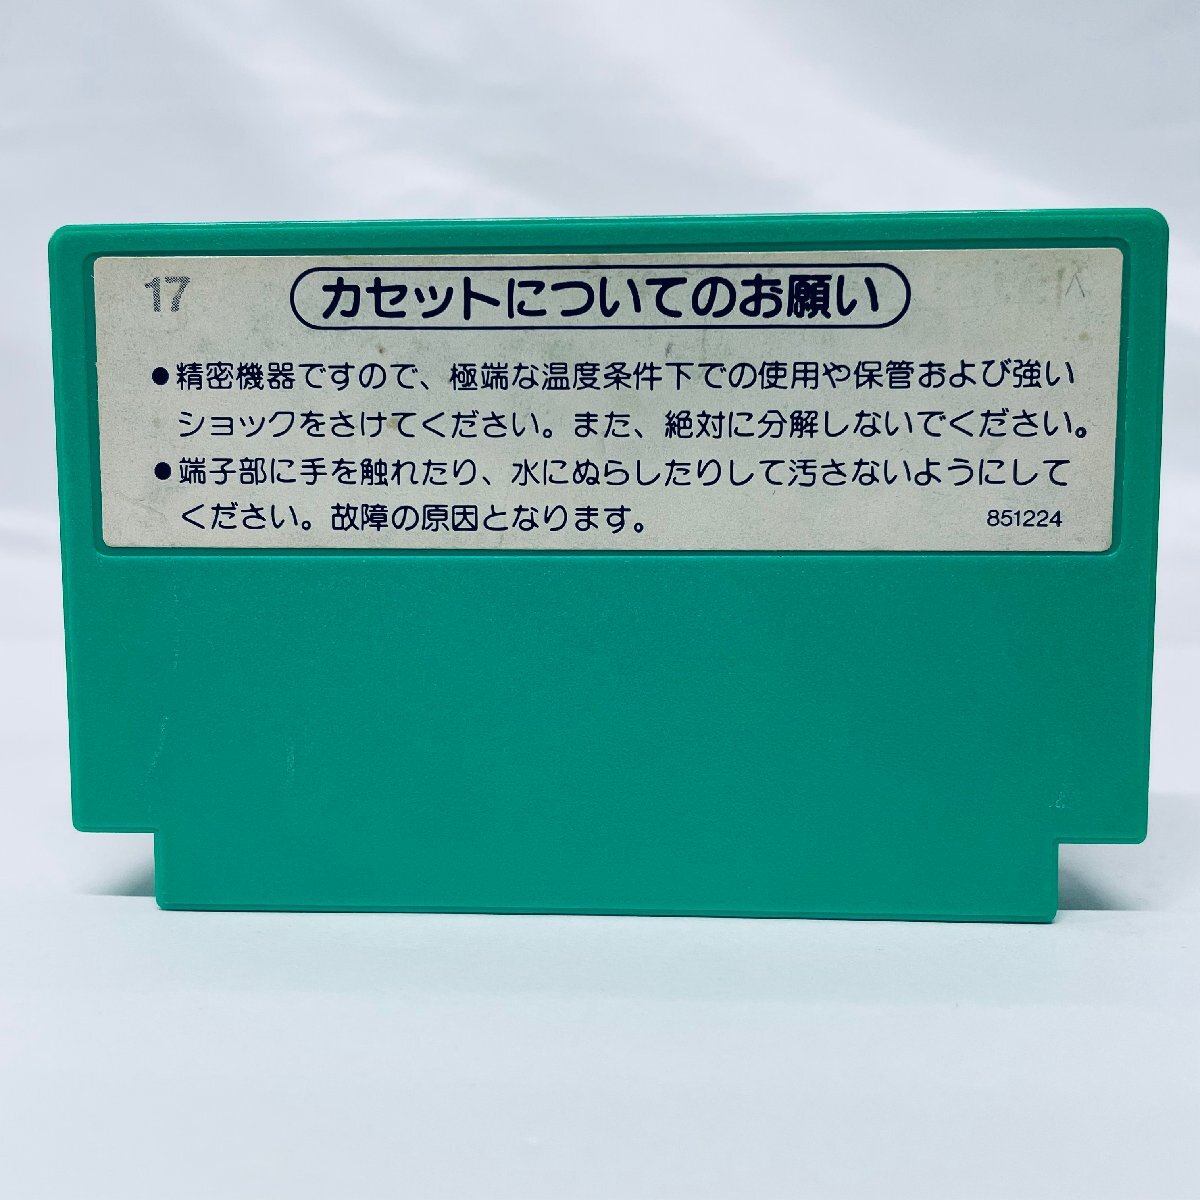 17
カセットについてのお願い
●精密機器ですので、極端な温度条件下での使用や保管および強い
ショックをさけてください。また、絶対に分解しないでください。
●端子部に手を触れたり、水にぬらしたりして汚さないようにして
ください。故障の原因となります。
851224